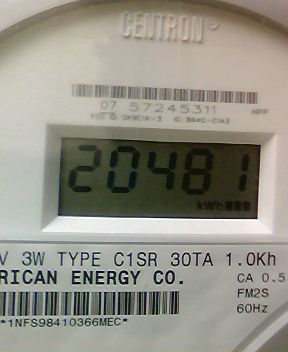 CENTRON®
07 57245311
20481
kWh
V 3W TYPE C1SR 30TA 1.0Kh
RICAN ENERGY CO.
CA 0.5
FM2S
60Hz
*1NFS98410366MEC*